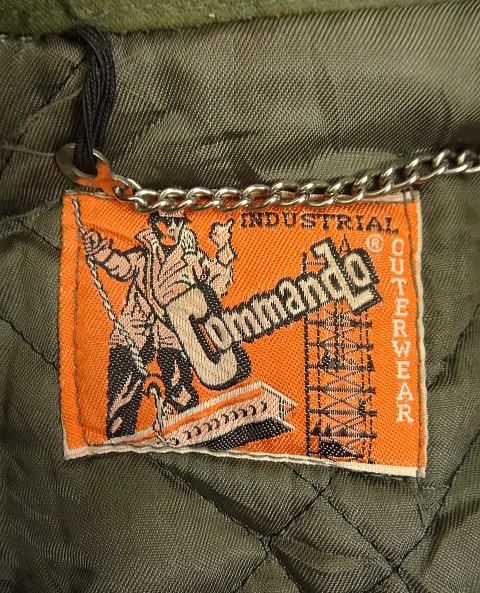 INDUSTRIAL
Commando
®
OUTERWEAR